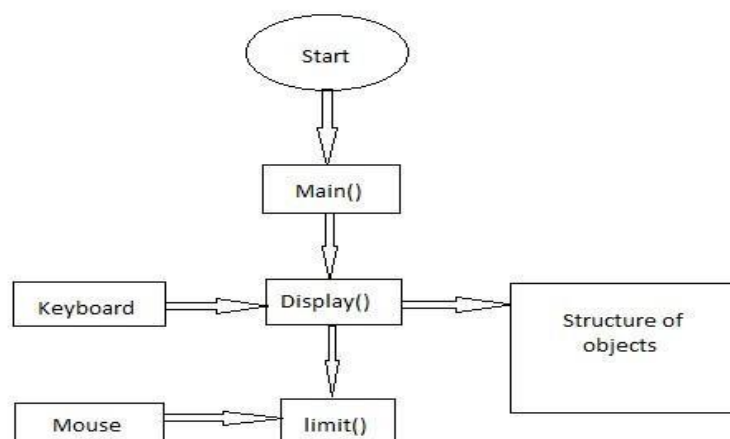 Start
Main()
Keyboard
Display()
Structure of
objects
Mouse
limit()